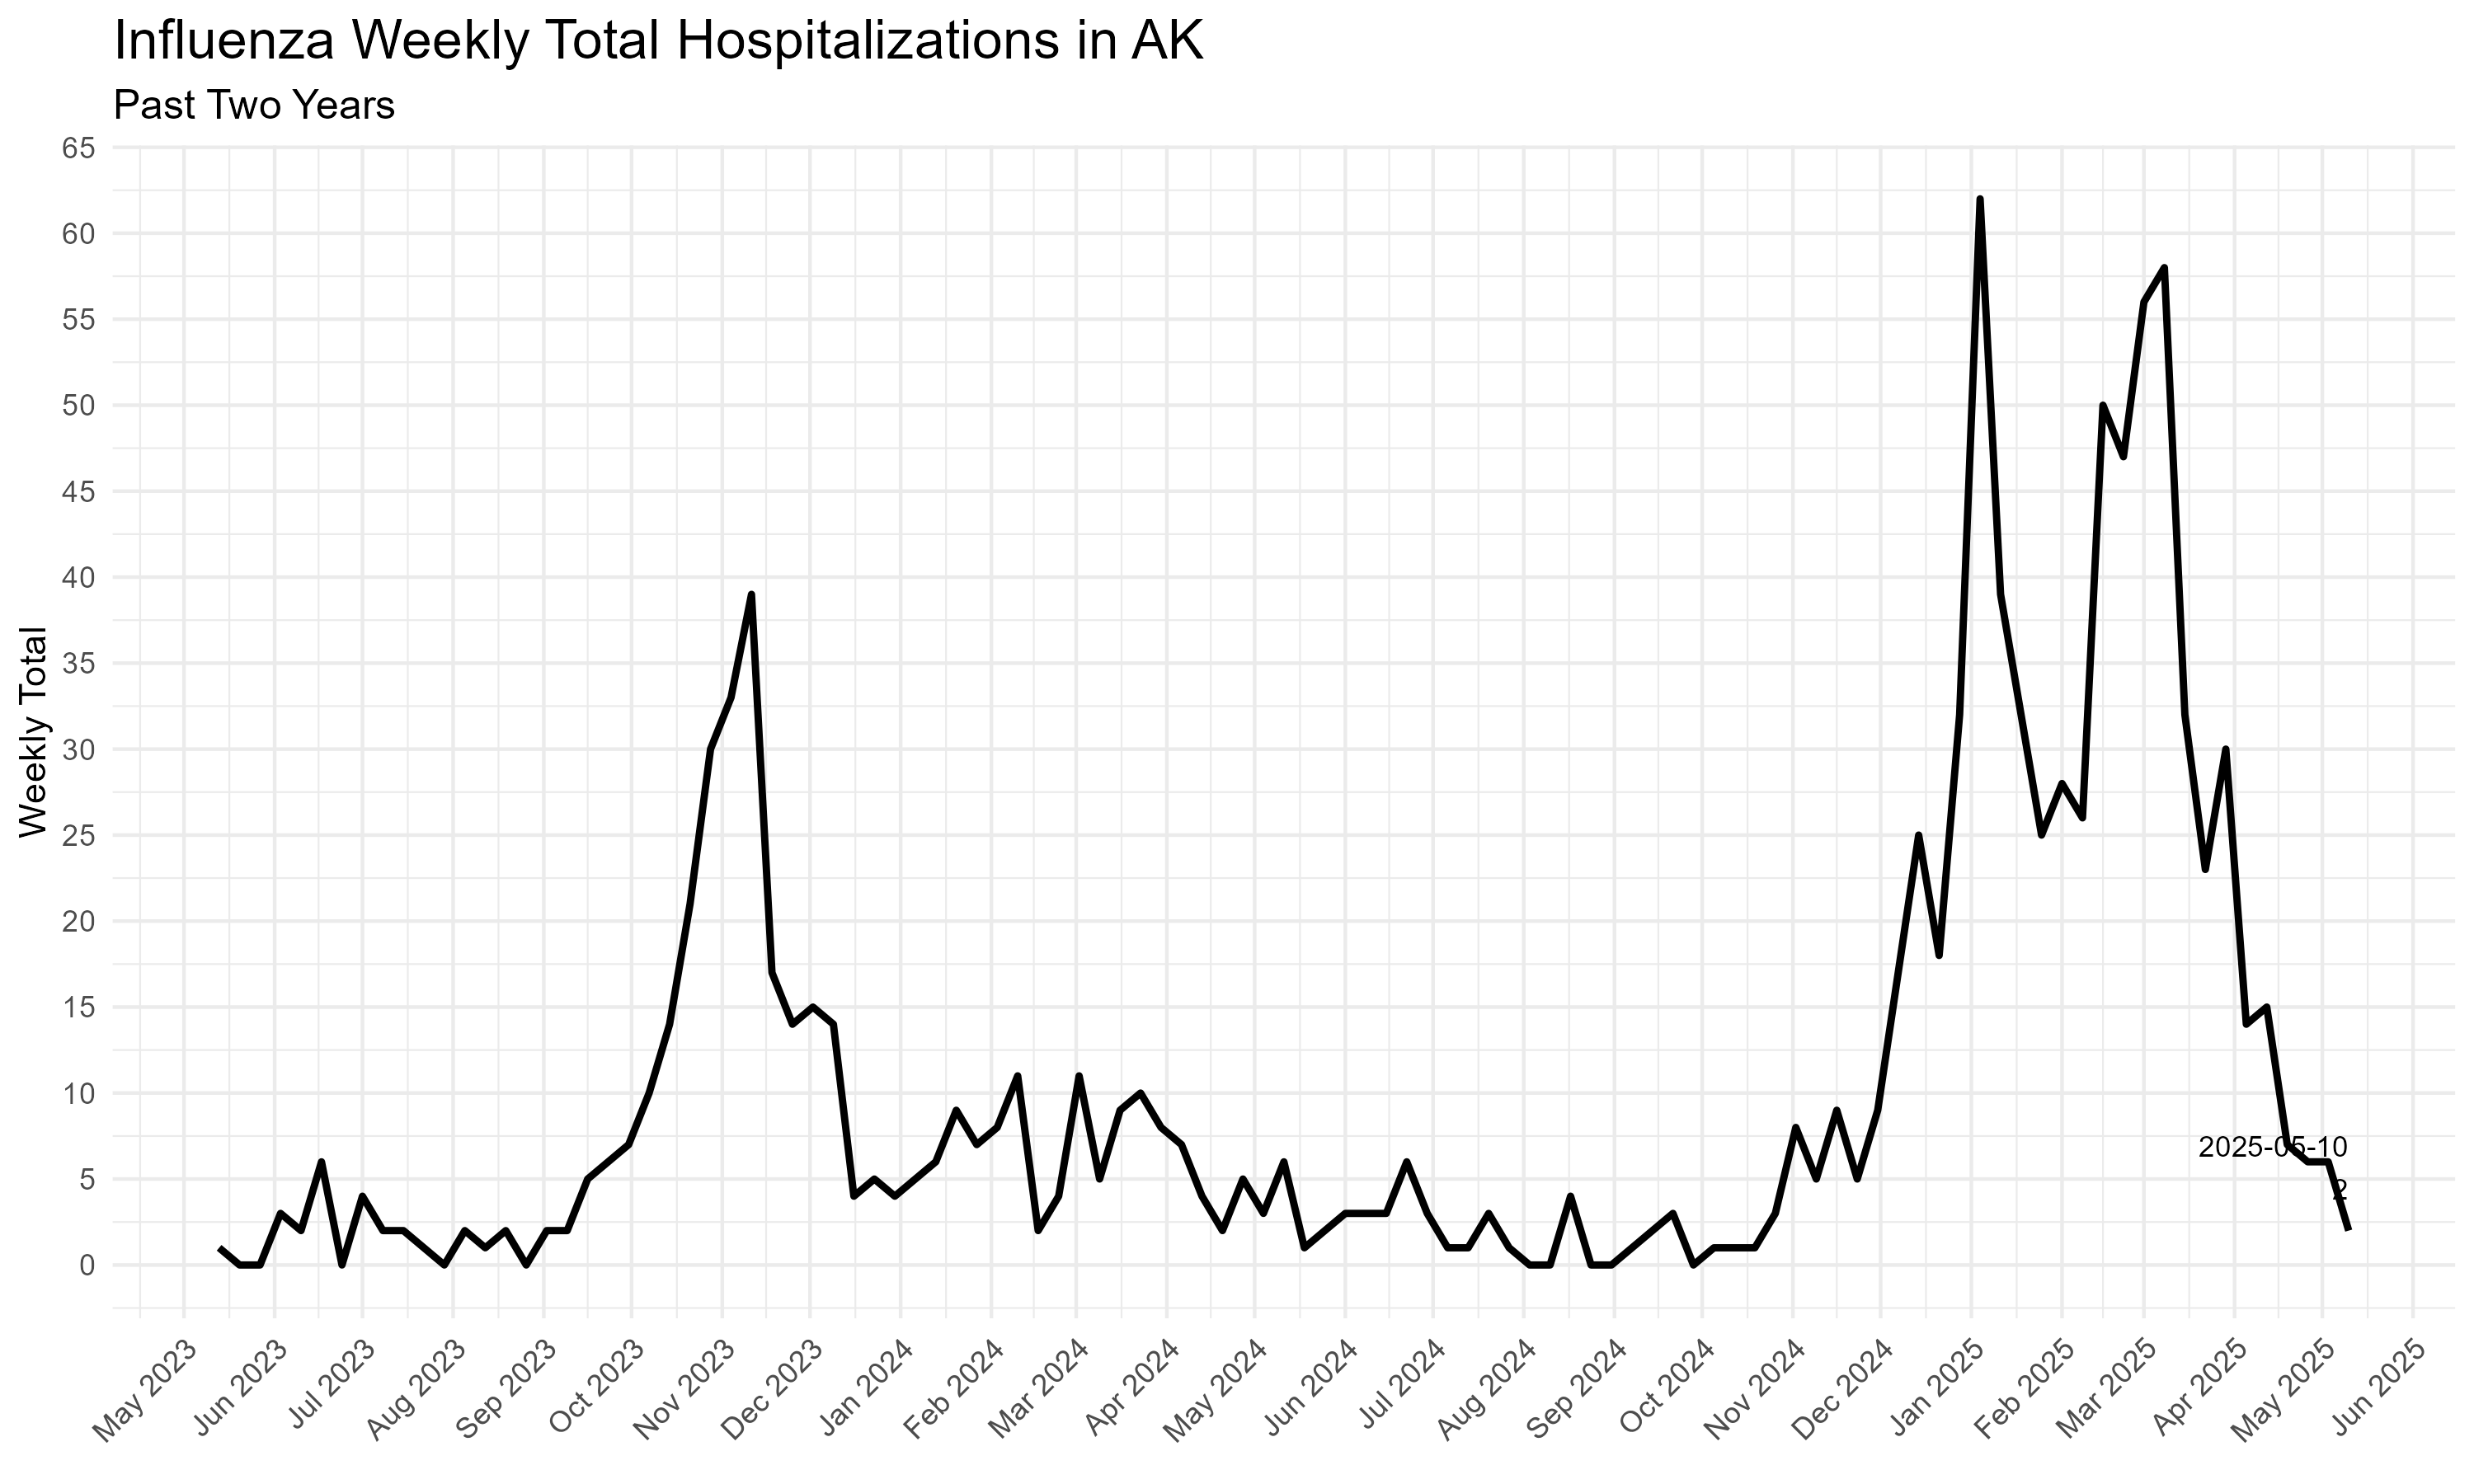 Influenza Weekly Total Hospitalizations in AK
Past Two Years
Weekly Total
65
60
55
50
45
40
35
30
25
20
15
10
5
0
2025-05-10
2
May 2023
Jun 2023
Jul 2023
Aug 2023
Sep 2023
Oct 2023
Nov 2023
Dec 2023
Jan 2024
Feb 2024
Mar 2024
Apr 2024
May 2024
Jun 2024
Jul 2024
Aug 2024
Sep 2024
Oct 2024
Nov 2024
Dec 2024
Jan 2025
Feb 2025
Mar 2025
Apr 2025
May 2025
Jun 2025